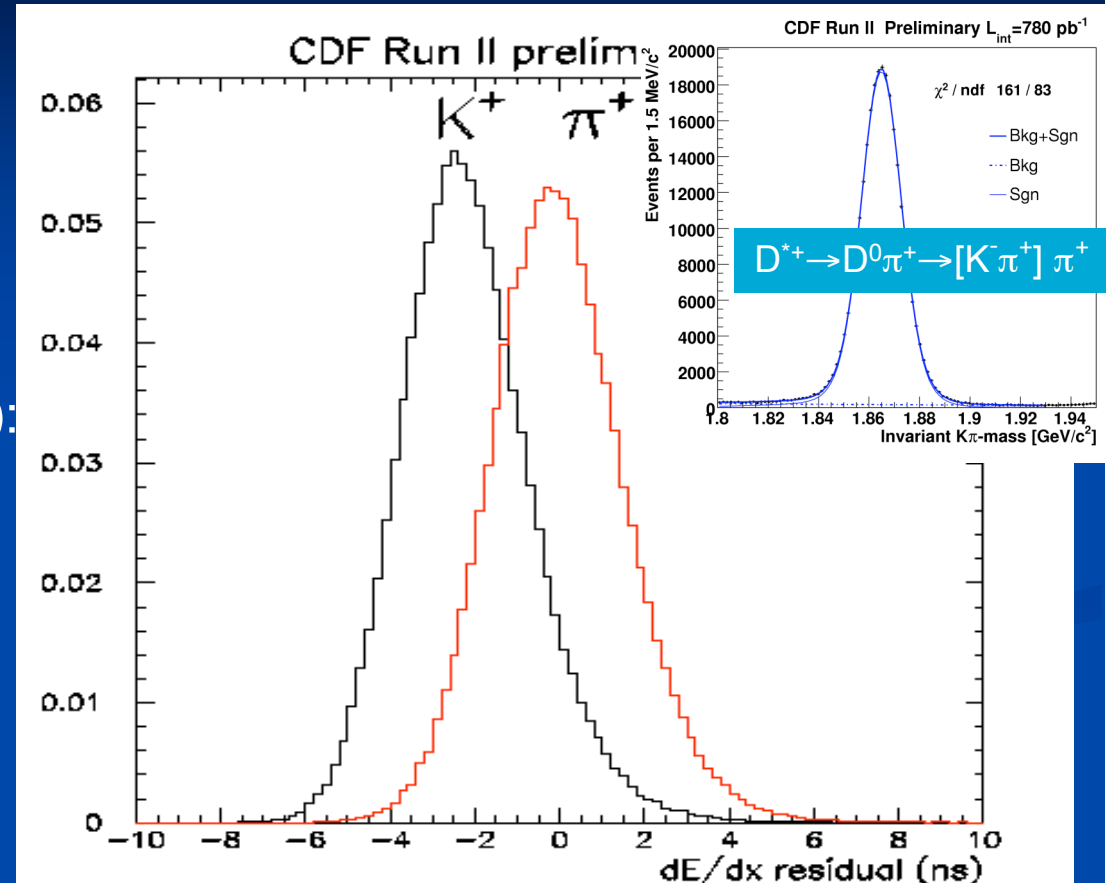 CDF Run II prelim
K+ π+
0.06
0.05
0.04
0.03
0.02
0.01
0
−10 −8 −6 −4 −2 0 2 4 6 8 10
dE/dx residual (ns)
):
CDF Run II Preliminary L_int=780 pb^-1
Events per 1.5 MeV/c²
20000
18000
16000
14000
12000
10000
8000
6000
4000
2000
0
χ² / ndf 161 / 83
Bkg+Sgn
Bkg
Sgn
D*+→D⁰π+→[K⁻π+] π+
1.8 1.82 1.84 1.86 1.88 1.9 1.92 1.94
Invariant Kπ-mass [GeV/c²]